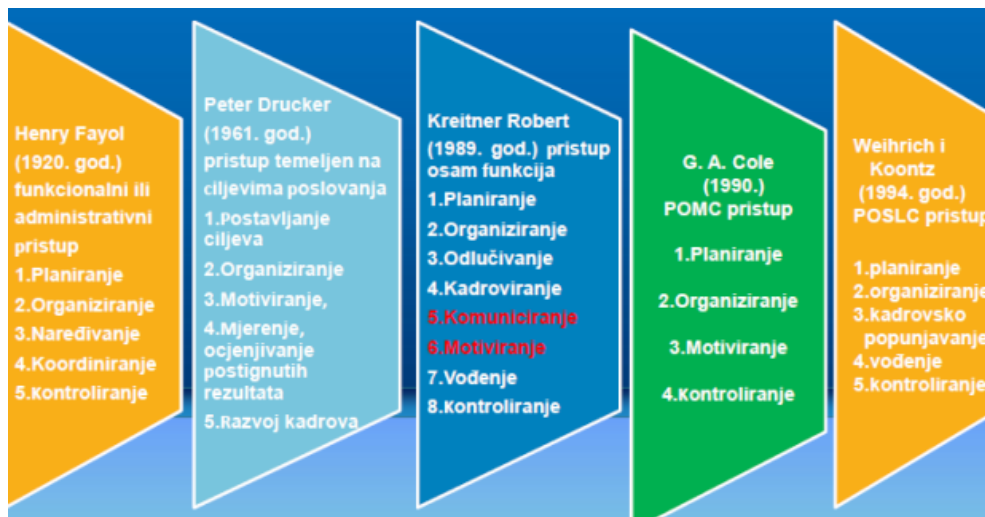 Henry Fayol
(1920. god.)
funkcionalni ili
administrativni
pristup
1.Planiranje
2.Organiziranje
3.Naređivanje
4.Koordiniranje
5.Kontroliranje
Peter Drucker
(1961. god.)
pristup temeljen na
ciljevima poslovanja
1.Postavljanje
ciljeva
2.Organiziranje
3.Motiviranje,
4.Mjerenje,
ocjenjivanje
postignutih
rezultata
5.Razvoj kadrova
Kreitner Robert
(1989. god.) pristup
osam funkcija
1.Planiranje
2.Organiziranje
3.Odlučivanje
4.Kadroviranje
5.Komuniciranje
6.Motiviranje
7.Vođenje
8.Kontroliranje
G. A. Cole
(1990.)
POMC pristup
1.Planiranje
2.Organiziranje
3.Motiviranje
4.Kontroliranje
Weihrich i
Koontz
(1994. god.)
POSLC pristup
1.planiranje
2.organiziranje
3.kadrovsko
popunjavanje
4.vođenje
5.kontroliranje